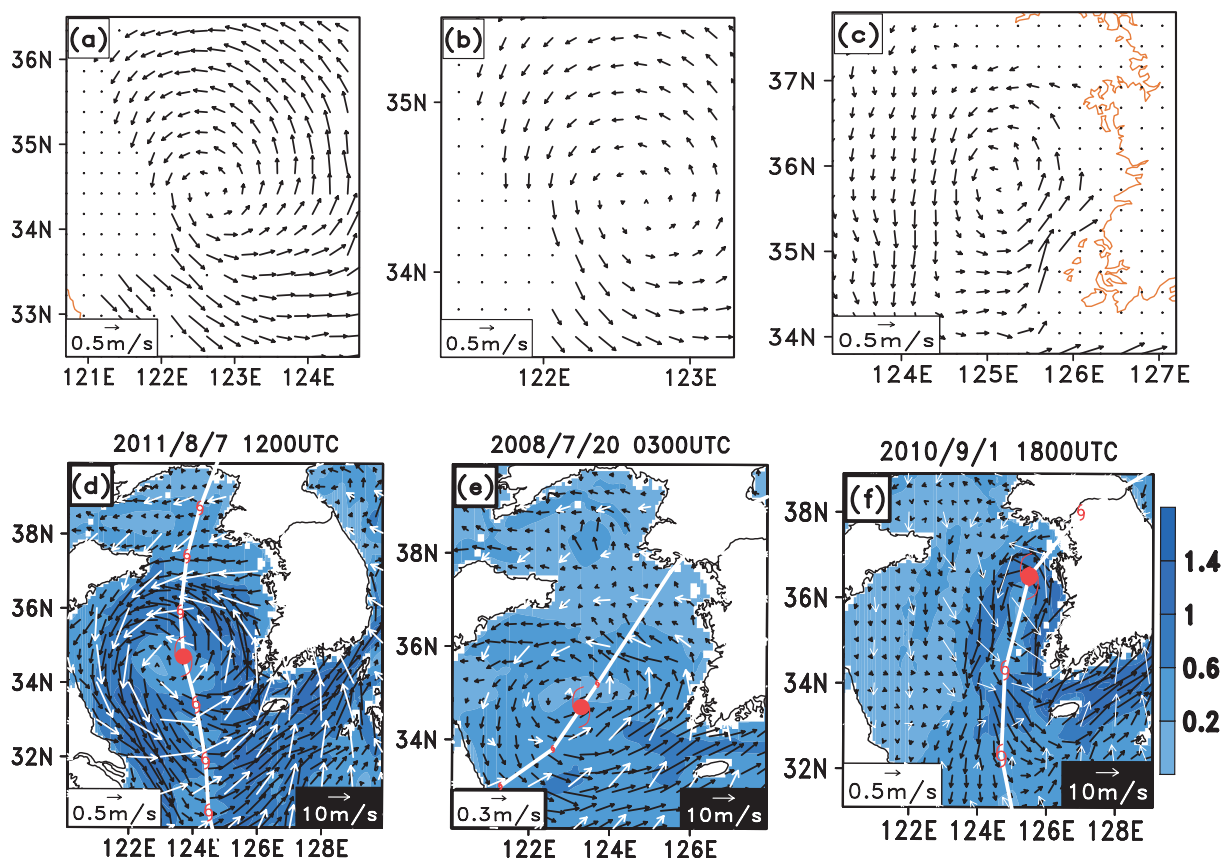 (a)
36N
35N
34N
33N
0.5m/s
121E 122E 123E 124E
(b)
35N
34N
0.5m/s
122E 123E
(c)
37N
36N
35N
34N
0.5m/s
124E 125E 126E 127E
2011/8/7 1200UTC
(d)
38N
36N
34N
32N
0.5m/s
10m/s
122E 124E 126E 128E
2008/7/20 0300UTC
(e)
38N
36N
34N
0.3m/s
10m/s
122E 124E 126E
2010/9/1 1800UTC
(f)
38N
36N
34N
32N
0.5m/s
10m/s
122E 124E 126E 128E
1.4
1
0.6
0.2